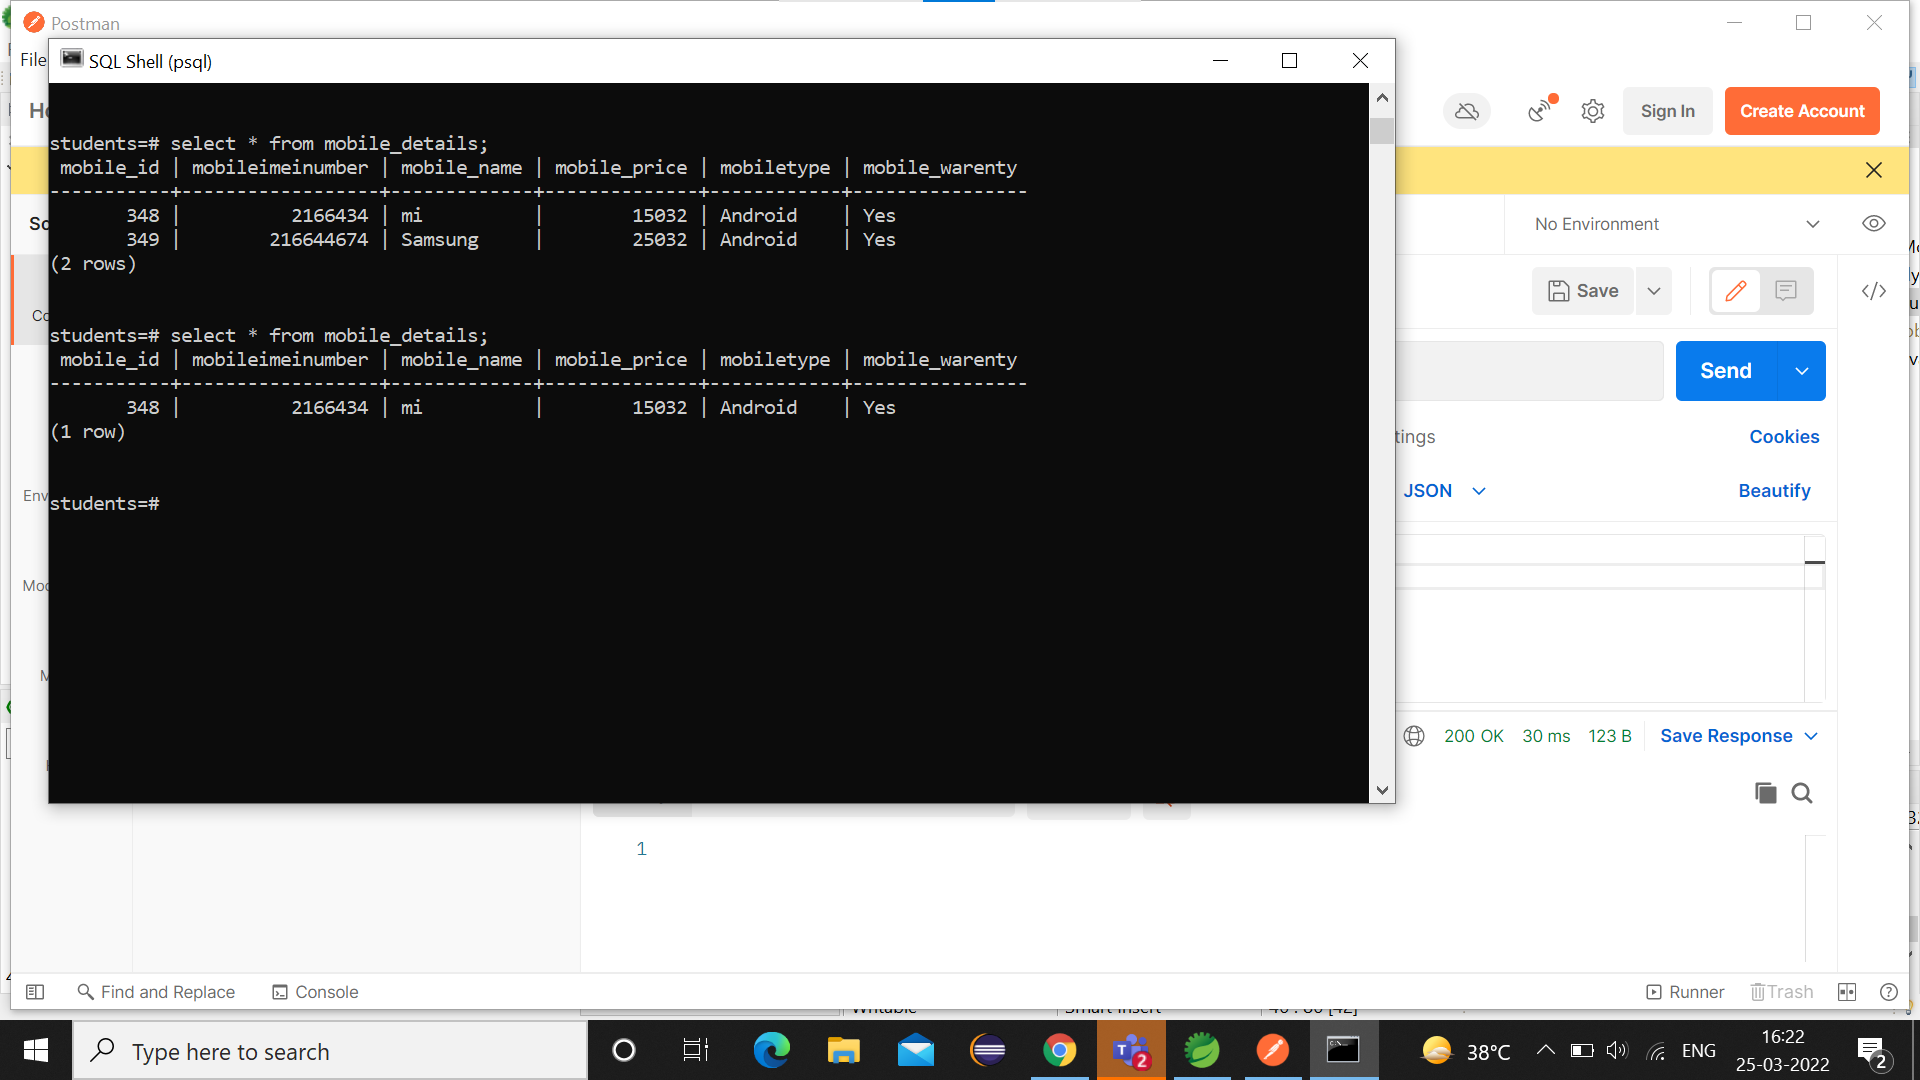 Postman
File
SQL Shell (psql)
students=# select * from mobile_details;
mobile_id | mobileimeinumber | mobile_name | mobile_price | mobiletype | mobile_warenty
-----------+------------------+-------------+--------------+------------+----------------
348 | 2166434 | mi | 15032 | Android | Yes
349 | 216644674 | Samsung | 25032 | Android | Yes
(2 rows)
students=# select * from mobile_details;
mobile_id | mobileimeinumber | mobile_name | mobile_price | mobiletype | mobile_warenty
-----------+------------------+-------------+--------------+------------+----------------
348 | 2166434 | mi | 15032 | Android | Yes
(1 row)
students=#
Sign In
Create Account
No Environment
Save
</>
Send
tings
Cookies
JSON
Beautify
200 OK 30 ms 123 B Save Response
1
Find and Replace
Console
Runner
Trash
Type here to search
2
38°C
ENG
16:22
25-03-2022
2